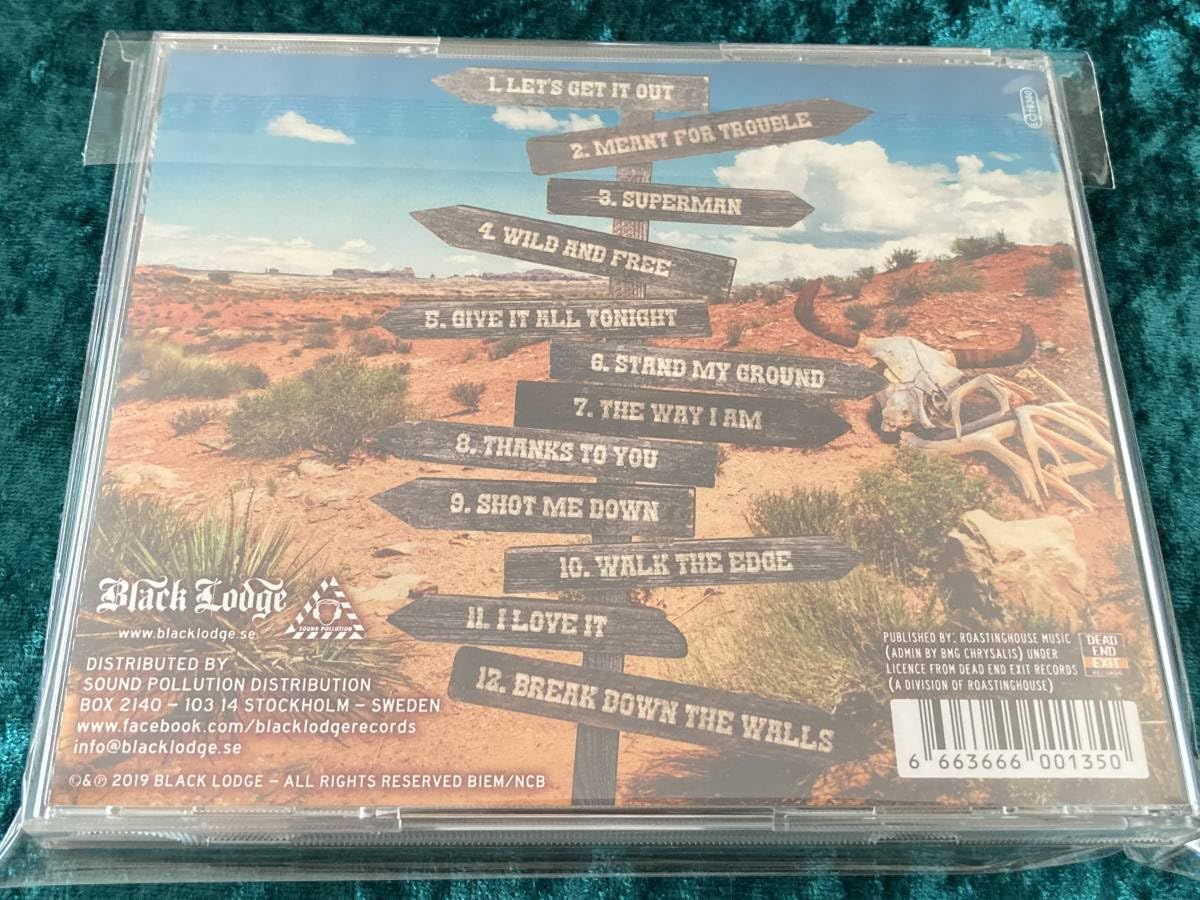 1. LET'S GET IT OUT
2. MEANT FOR TROUBLE
3. SUPERMAN
4. WILD AND FREE
5. GIVE IT ALL TONIGHT
6. STAND MY GROUND
7. THE WAY I AM
8. THANKS TO YOU
9. SHOT ME DOWN
10. WALK THE EDGE
11. I LOVE IT
12. BREAK DOWN THE WALLS
Black Lodge
www.blacklodge.se
SOUND POLLUTION
DISTRIBUTED BY
SOUND POLLUTION DISTRIBUTION
BOX 2140 – 103 14 STOCKHOLM – SWEDEN
www.facebook.com/blacklodgerecords
info@blacklodge.se
©&℗ 2019 BLACK LODGE – ALL RIGHTS RESERVED BIEM/NCB
PUBLISHED BY: ROASTINGHOUSE MUSIC
(ADMIN BY BMG CHRYSALIS) UNDER
LICENCE FROM DEAD END EXIT RECORDS
(A DIVISION OF ROASTINGHOUSE)
DEAD
END
EXIT
RECORDS
6 663666 001350